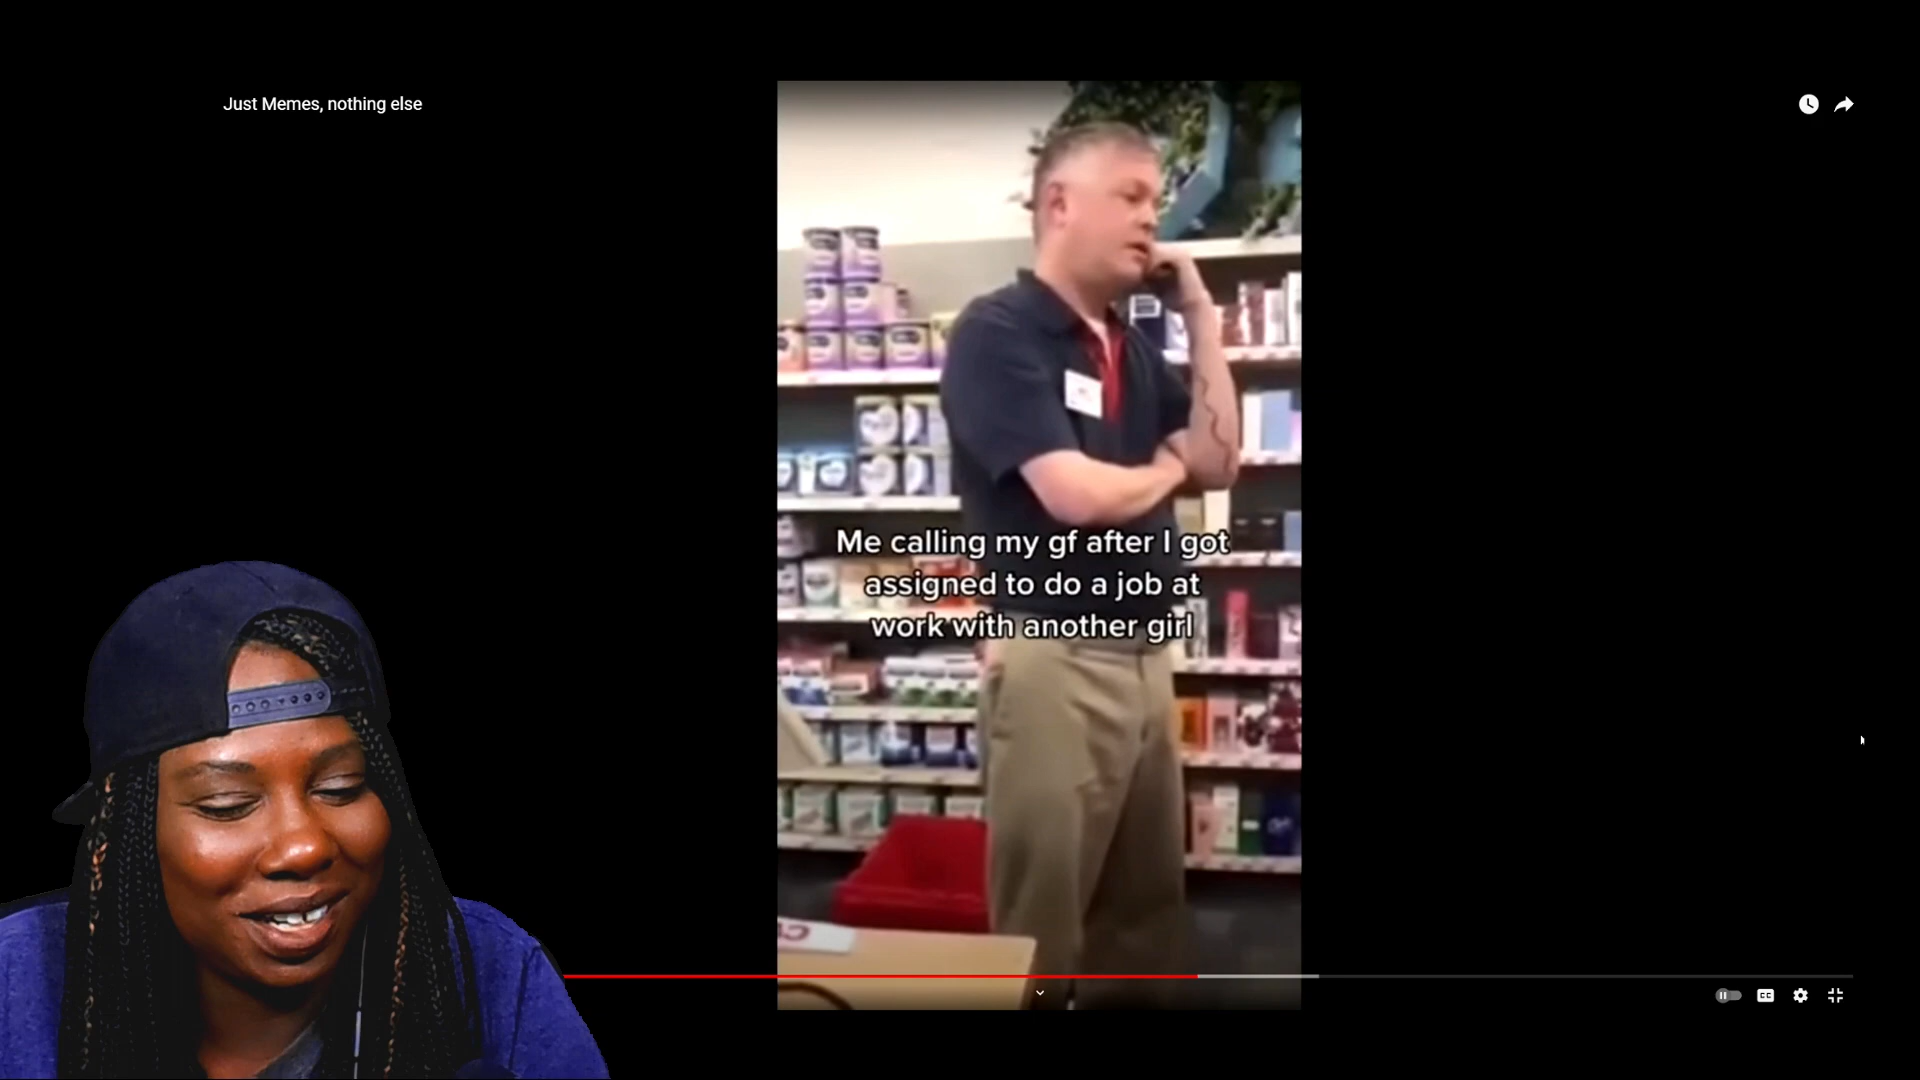 Just Memes, nothing else
Me calling my gf after I got
assigned to do a job at
work with another girl
CC